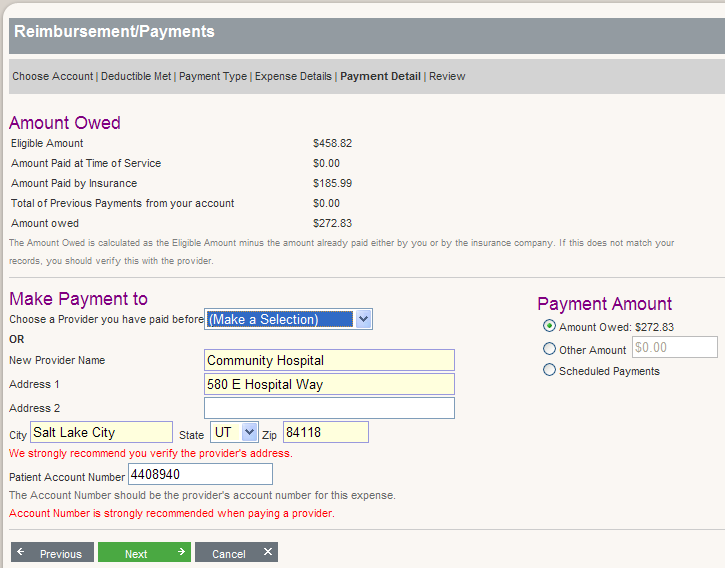 Reimbursement/Payments
Choose Account | Deductible Met | Payment Type | Expense Details | Payment Detail | Review
Amount Owed
Eligible Amount $458.82
Amount Paid at Time of Service $0.00
Amount Paid by Insurance $185.99
Total of Previous Payments from your account $0.00
Amount owed $272.83
The Amount Owed is calculated as the Eligible Amount minus the amount already paid either by you or by the insurance company. If this does not match your
records, you should verify this with the provider.
Make Payment to
Choose a Provider you have paid before (Make a Selection)
OR
New Provider Name Community Hospital
Address 1 580 E Hospital Way
Address 2
City Salt Lake City State UT Zip 84118
We strongly recommend you verify the provider's address.
Patient Account Number 4408940
The Account Number should be the provider's account number for this expense.
Account Number is strongly recommended when paying a provider.
Payment Amount
Amount Owed: $272.83
Other Amount $0.00
Scheduled Payments
Previous Next Cancel